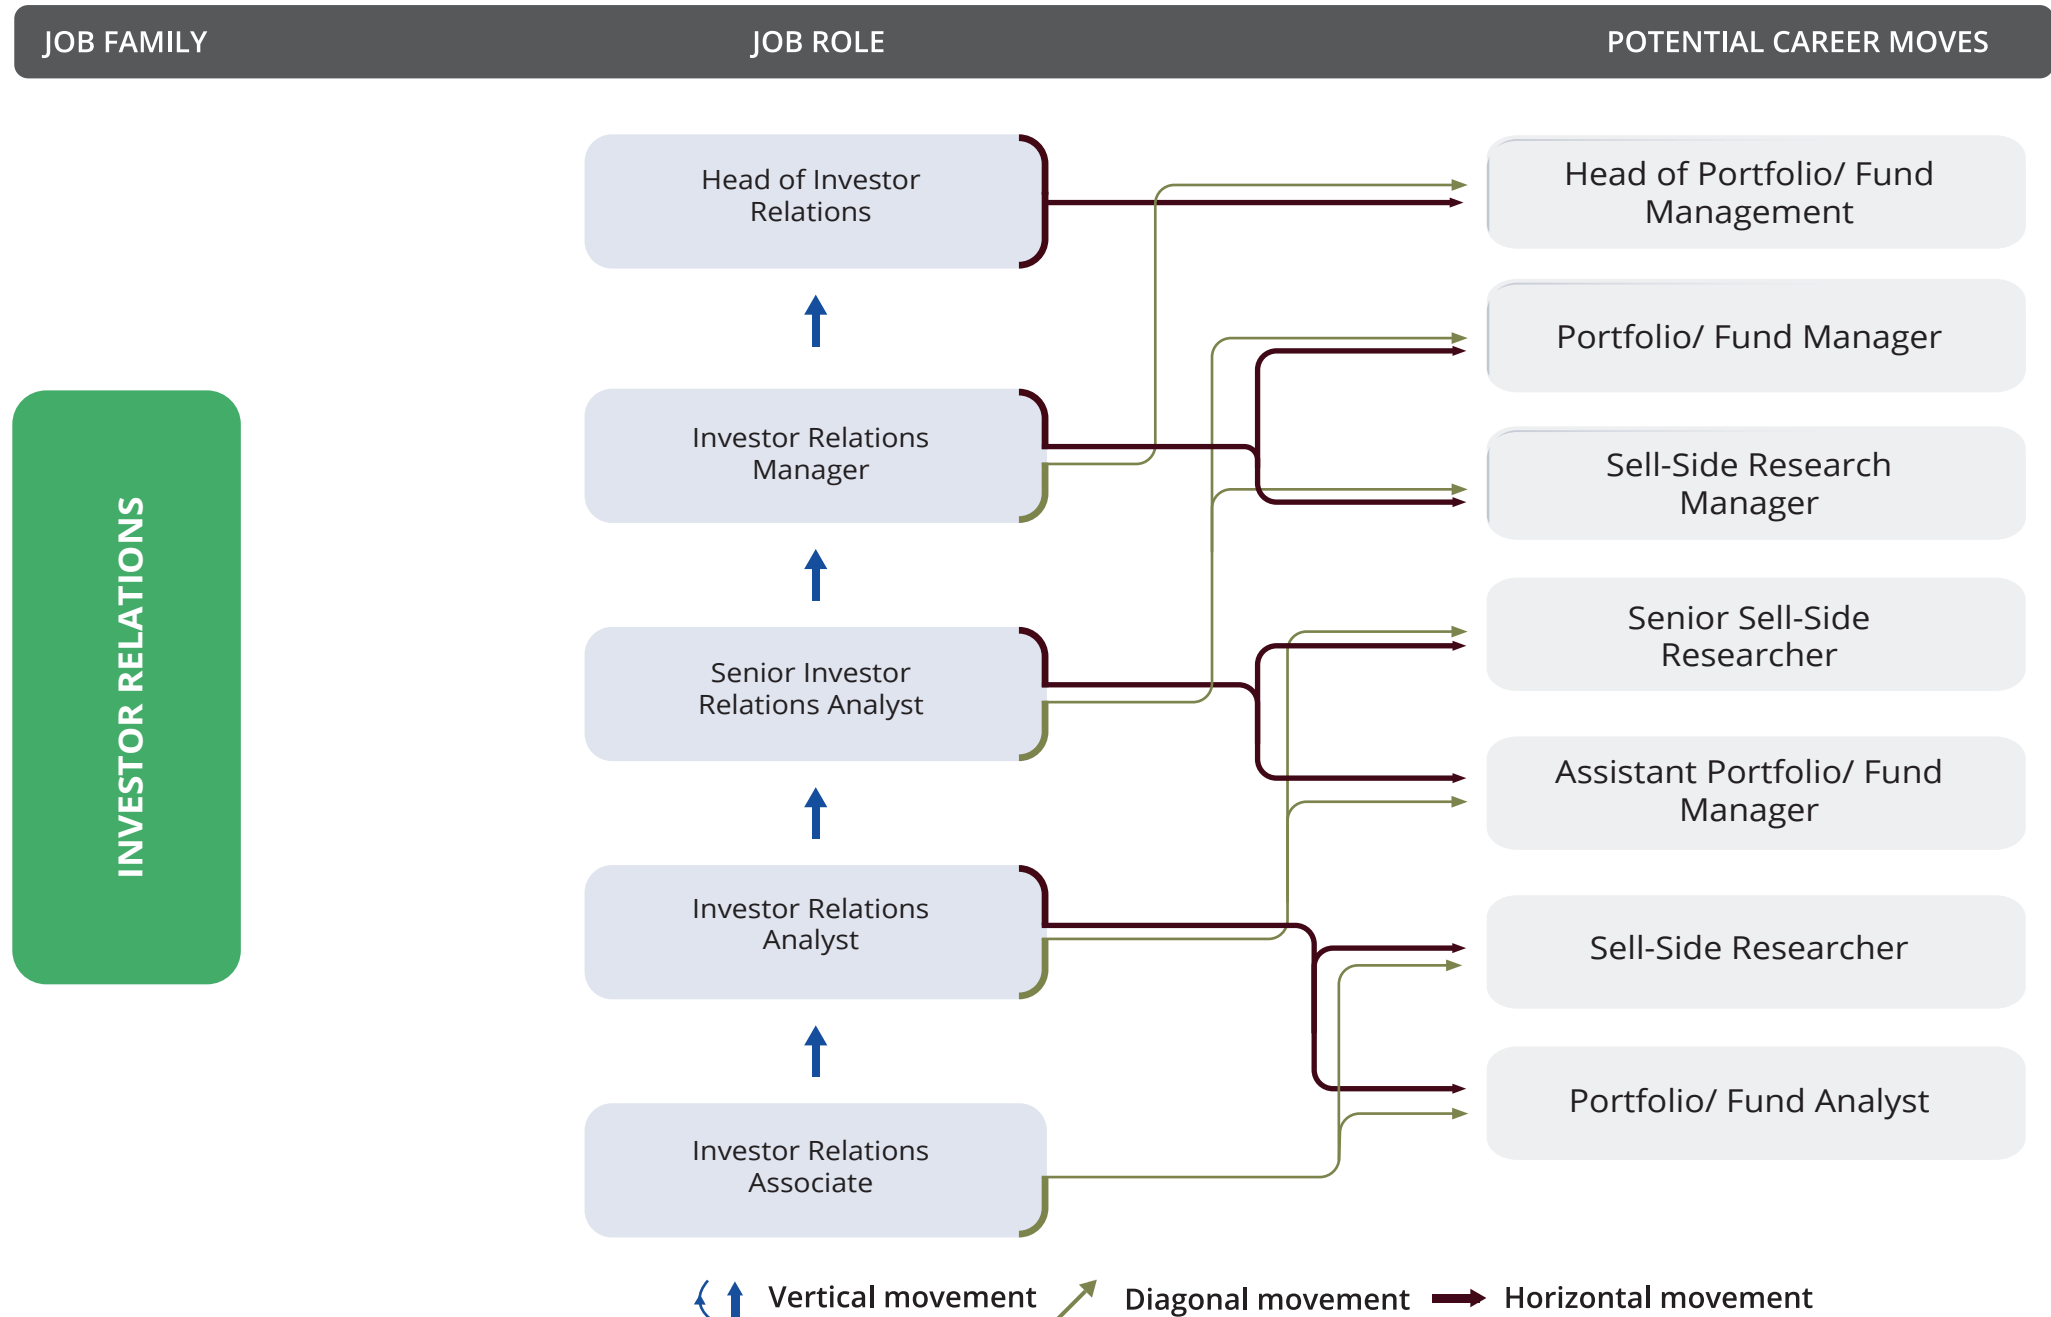 JOB FAMILY
JOB ROLE
POTENTIAL CAREER MOVES
INVESTOR RELATIONS
Head of Investor
Relations
Investor Relations
Manager
Senior Investor
Relations Analyst
Investor Relations
Analyst
Investor Relations
Associate
Head of Portfolio/ Fund
Management
Portfolio/ Fund Manager
Sell-Side Research
Manager
Senior Sell-Side
Researcher
Assistant Portfolio/ Fund
Manager
Sell-Side Researcher
Portfolio/ Fund Analyst
Vertical movement
Diagonal movement
Horizontal movement